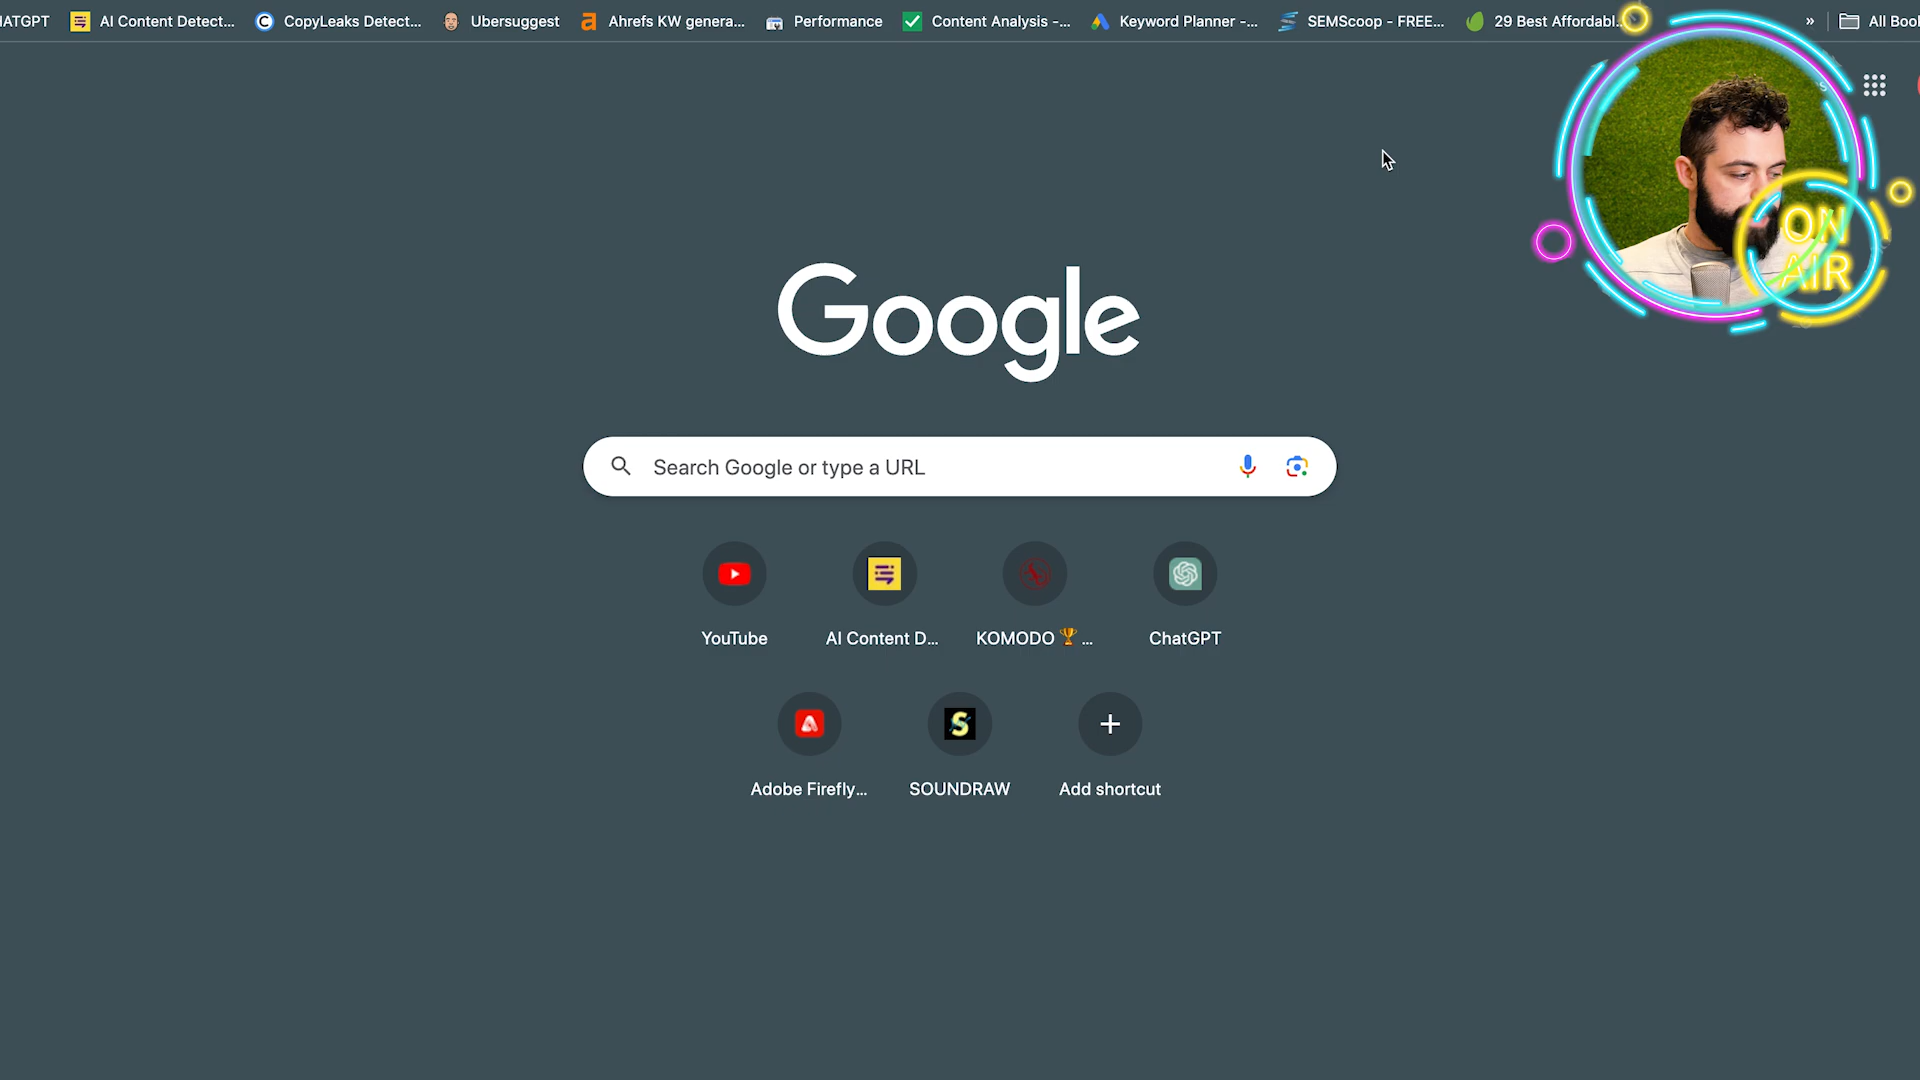 HATGPT AI Content Detect... CopyLeaks Detect... Ubersuggest Ahrefs KW genera... Performance Content Analysis -... Keyword Planner -... SEMScoop - FREE... 29 Best Affordabl... » All Boo
ON
AIR
Google
Search Google or type a URL
YouTube AI Content D... KOMODO 🏆 ... ChatGPT
Adobe Firefly... SOUNDRAW Add shortcut